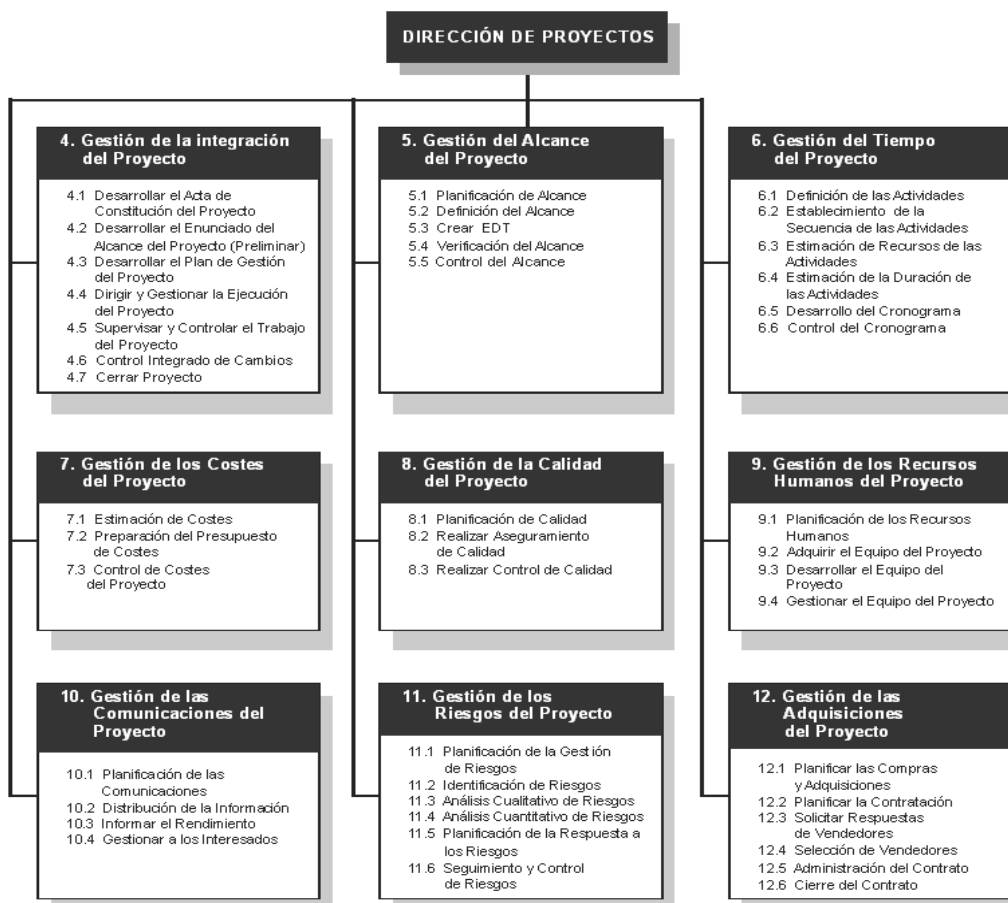 DIRECCIÓN DE PROYECTOS
4. Gestión de la integración
del Proyecto
4.1 Desarrollar el Acta de
Constitución del Proyecto
4.2 Desarrollar el Enunciado del
Alcance del Proyecto (Preliminar)
4.3 Desarrollar el Plan de Gestión
del Proyecto
4.4 Dirigir y Gestionar la Ejecución
del Proyecto
4.5 Supervisar y Controlar el Trabajo
del Proyecto
4.6 Control Integrado de Cambios
4.7 Cerrar Proyecto
5. Gestión del Alcance
del Proyecto
5.1 Planificación de Alcance
5.2 Definición del Alcance
5.3 Crear EDT
5.4 Verificación del Alcance
5.5 Control del Alcance
6. Gestión del Tiempo
del Proyecto
6.1 Definición de las Actividades
6.2 Establecimiento de la
Secuencia de las Actividades
6.3 Estimación de Recursos de las
Actividades
6.4 Estimación de la Duración de
las Actividades
6.5 Desarrollo del Cronograma
6.6 Control del Cronograma
7. Gestión de los Costes
del Proyecto
7.1 Estimación de Costes
7.2 Preparación del Presupuesto
de Costes
7.3 Control de Costes
del Proyecto
8. Gestión de la Calidad
del Proyecto
8.1 Planificación de Calidad
8.2 Realizar Aseguramiento
de Calidad
8.3 Realizar Control de Calidad
9. Gestión de los Recursos
Humanos del Proyecto
9.1 Planificación de los Recursos
Humanos
9.2 Adquirir el Equipo del Proyecto
9.3 Desarrollar el Equipo del
Proyecto
9.4 Gestionar el Equipo del Proyecto
10. Gestión de las
Comunicaciones del
Proyecto
10.1 Planificación de las
Comunicaciones
10.2 Distribución de la Información
10.3 Informar el Rendimiento
10.4 Gestionar a los Interesados
11. Gestión de los
Riesgos del Proyecto
11.1 Planificación de la Gestión
de Riesgos
11.2 Identificación de Riesgos
11.3 Análisis Cualitativo de Riesgos
11.4 Análisis Cuantitativo de Riesgos
11.5 Planificación de la Respuesta a
los Riesgos
11.6 Seguimiento y Control
de Riesgos
12. Gestión de las
Adquisiciones
del Proyecto
12.1 Planificar las Compras
y Adquisiciones
12.2 Planificar la Contratación
12.3 Solicitar Respuestas
de Vendedores
12.4 Selección de Vendedores
12.5 Administración del Contrato
12.6 Cierre del Contrato